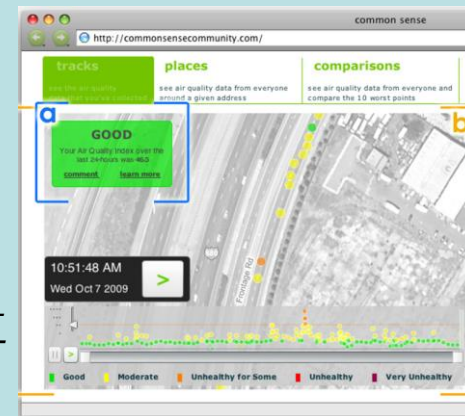 common sense
http://commonsensecommunity.com/
tracks
places
comparisons
see the air quality
see air quality data from everyone
see air quality data from everyone and
data that you've collected
around a given address
compare the 10 worst points
a
b
GOOD
Your Air Quality Index over the
last 24-hours was
comment
learn more
10:51:48 AM
Wed Oct 7 2009
>
Frontage Rd
Good
Moderate
Unhealthy for Some
Unhealthy
Very Unhealthy